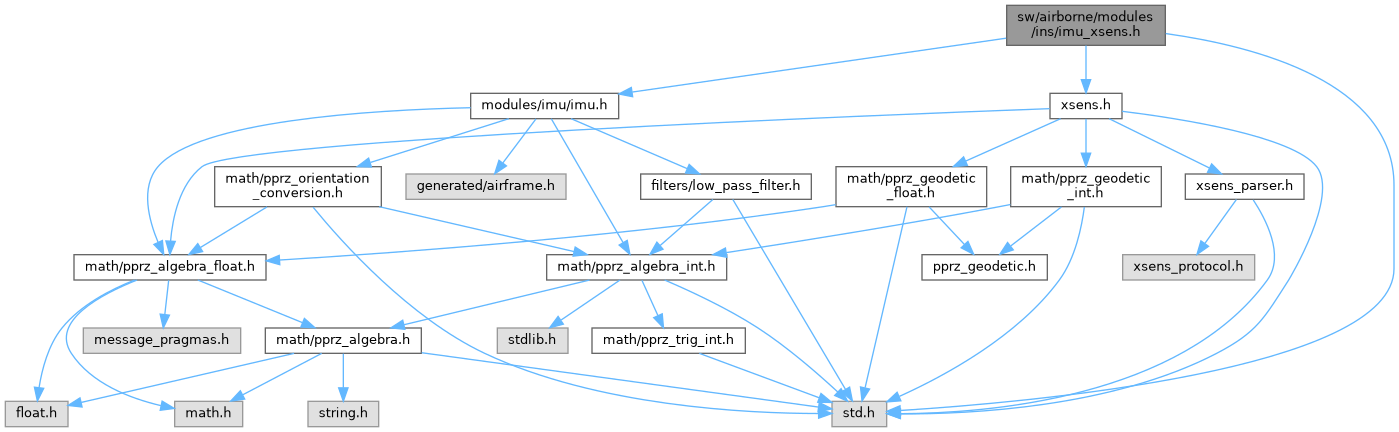 sw/airborne/modules
/ins/imu_xsens.h
modules/imu/imu.h
xsens.h
math/pprz_orientation
_conversion.h
generated/airframe.h
filters/low_pass_filter.h
math/pprz_geodetic
_float.h
math/pprz_geodetic
_int.h
xsens_parser.h
math/pprz_algebra_float.h
math/pprz_algebra_int.h
pprz_geodetic.h
xsens_protocol.h
message_pragmas.h
math/pprz_algebra.h
stdlib.h
math/pprz_trig_int.h
float.h
math.h
string.h
std.h